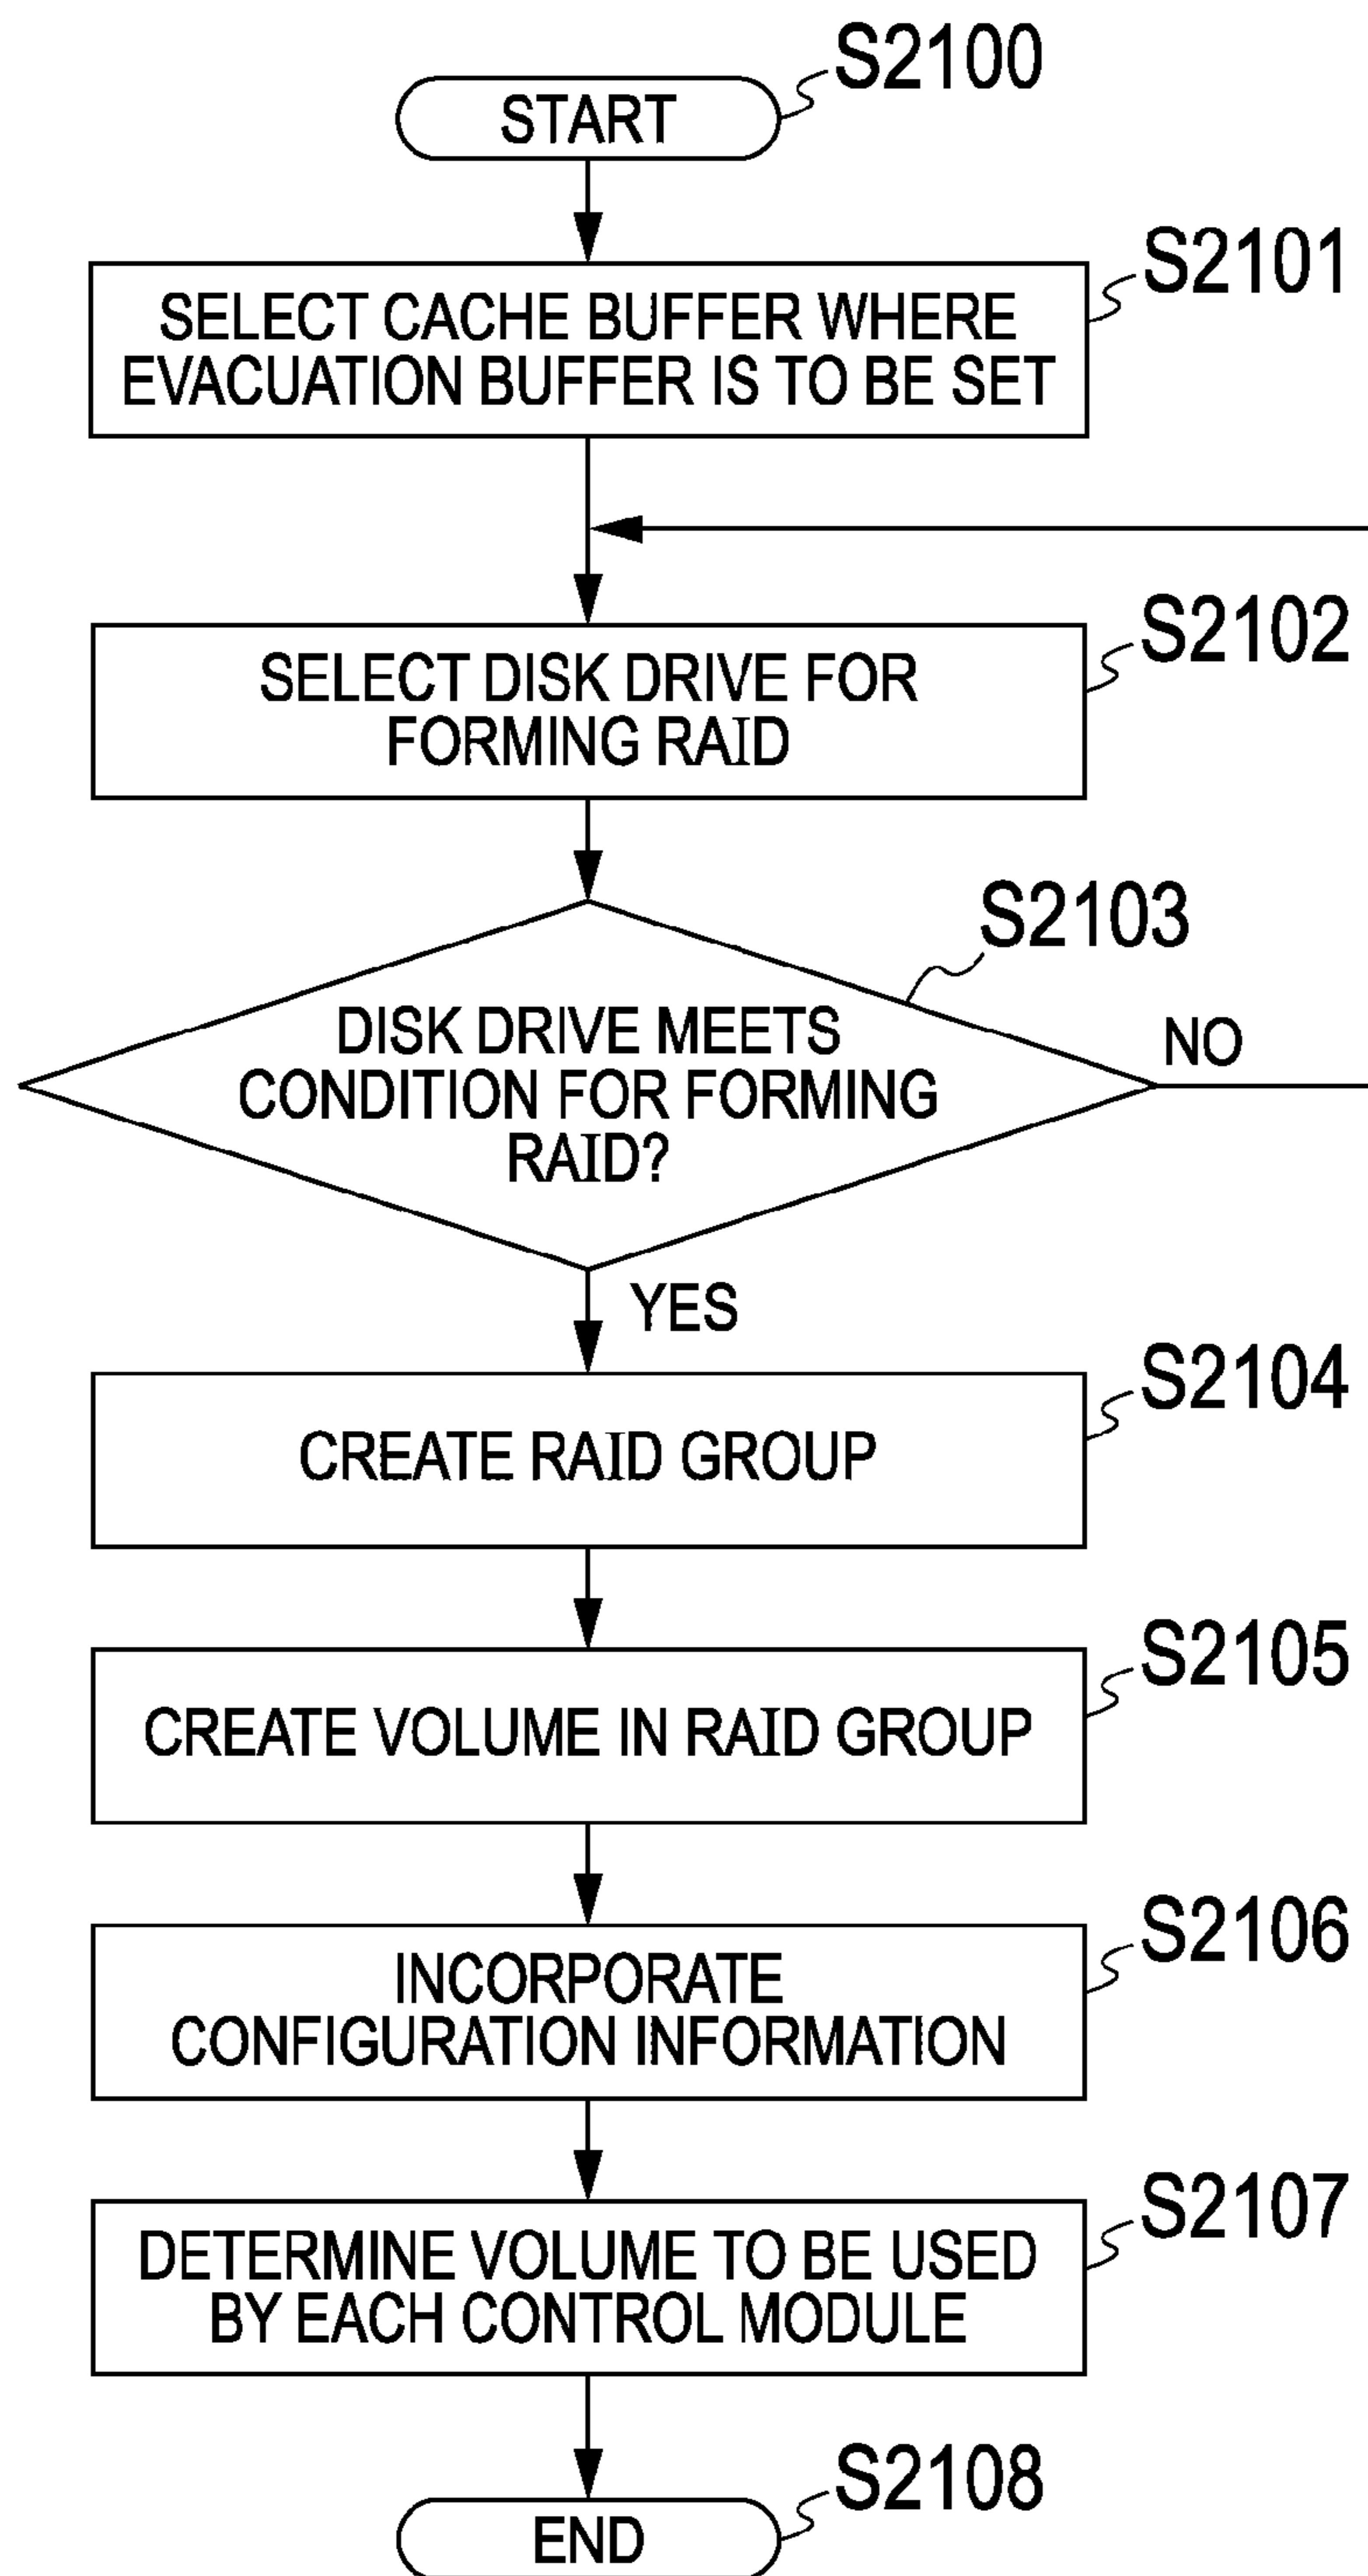 S2100
START
S2101
SELECT CACHE BUFFER WHERE
EVACUATION BUFFER IS TO BE SET
S2102
SELECT DISK DRIVE FOR
FORMING RAID
S2103
DISK DRIVE MEETS
CONDITION FOR FORMING
RAID?
NO
YES
S2104
CREATE RAID GROUP
S2105
CREATE VOLUME IN RAID GROUP
S2106
INCORPORATE
CONFIGURATION INFORMATION
S2107
DETERMINE VOLUME TO BE USED
BY EACH CONTROL MODULE
S2108
END